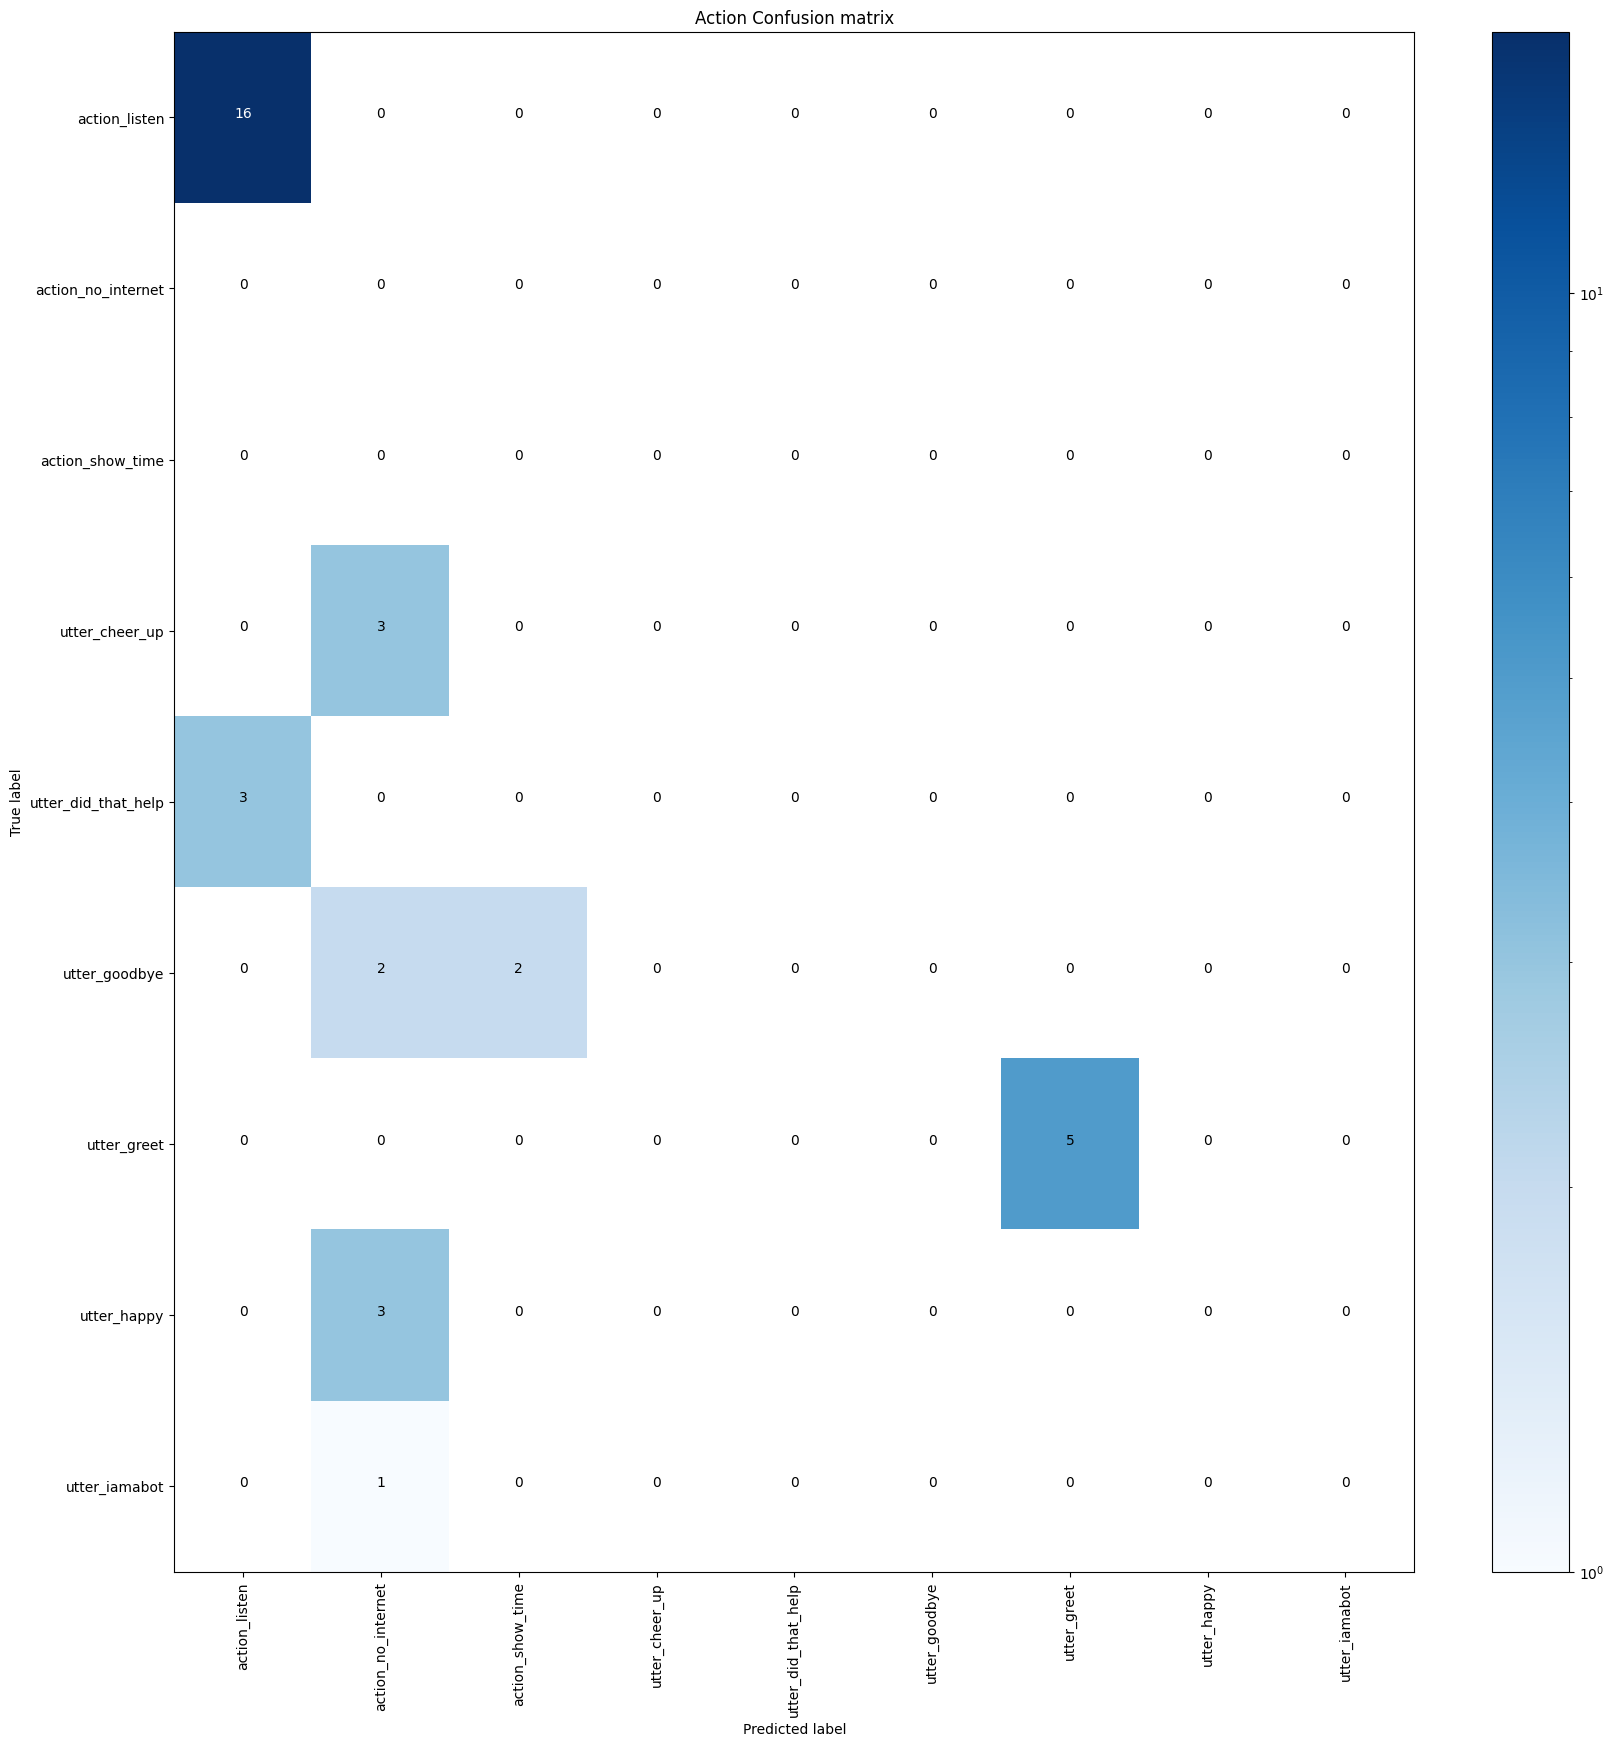 Action Confusion matrix
action_listen 16 0 0 0 0 0 0 0 0
action_no_internet 0 0 0 0 0 0 0 0 0
action_show_time 0 0 0 0 0 0 0 0 0
utter_cheer_up 0 3 0 0 0 0 0 0 0
utter_did_that_help 3 0 0 0 0 0 0 0 0
utter_goodbye 0 2 2 0 0 0 0 0 0
utter_greet 0 0 0 0 0 0 5 0 0
utter_happy 0 3 0 0 0 0 0 0 0
utter_iamabot 0 1 0 0 0 0 0 0 0
True label
action_listen
action_no_internet
action_show_time
utter_cheer_up
utter_did_that_help
utter_goodbye
utter_greet
utter_happy
utter_iamabot
Predicted label
10¹
10⁰